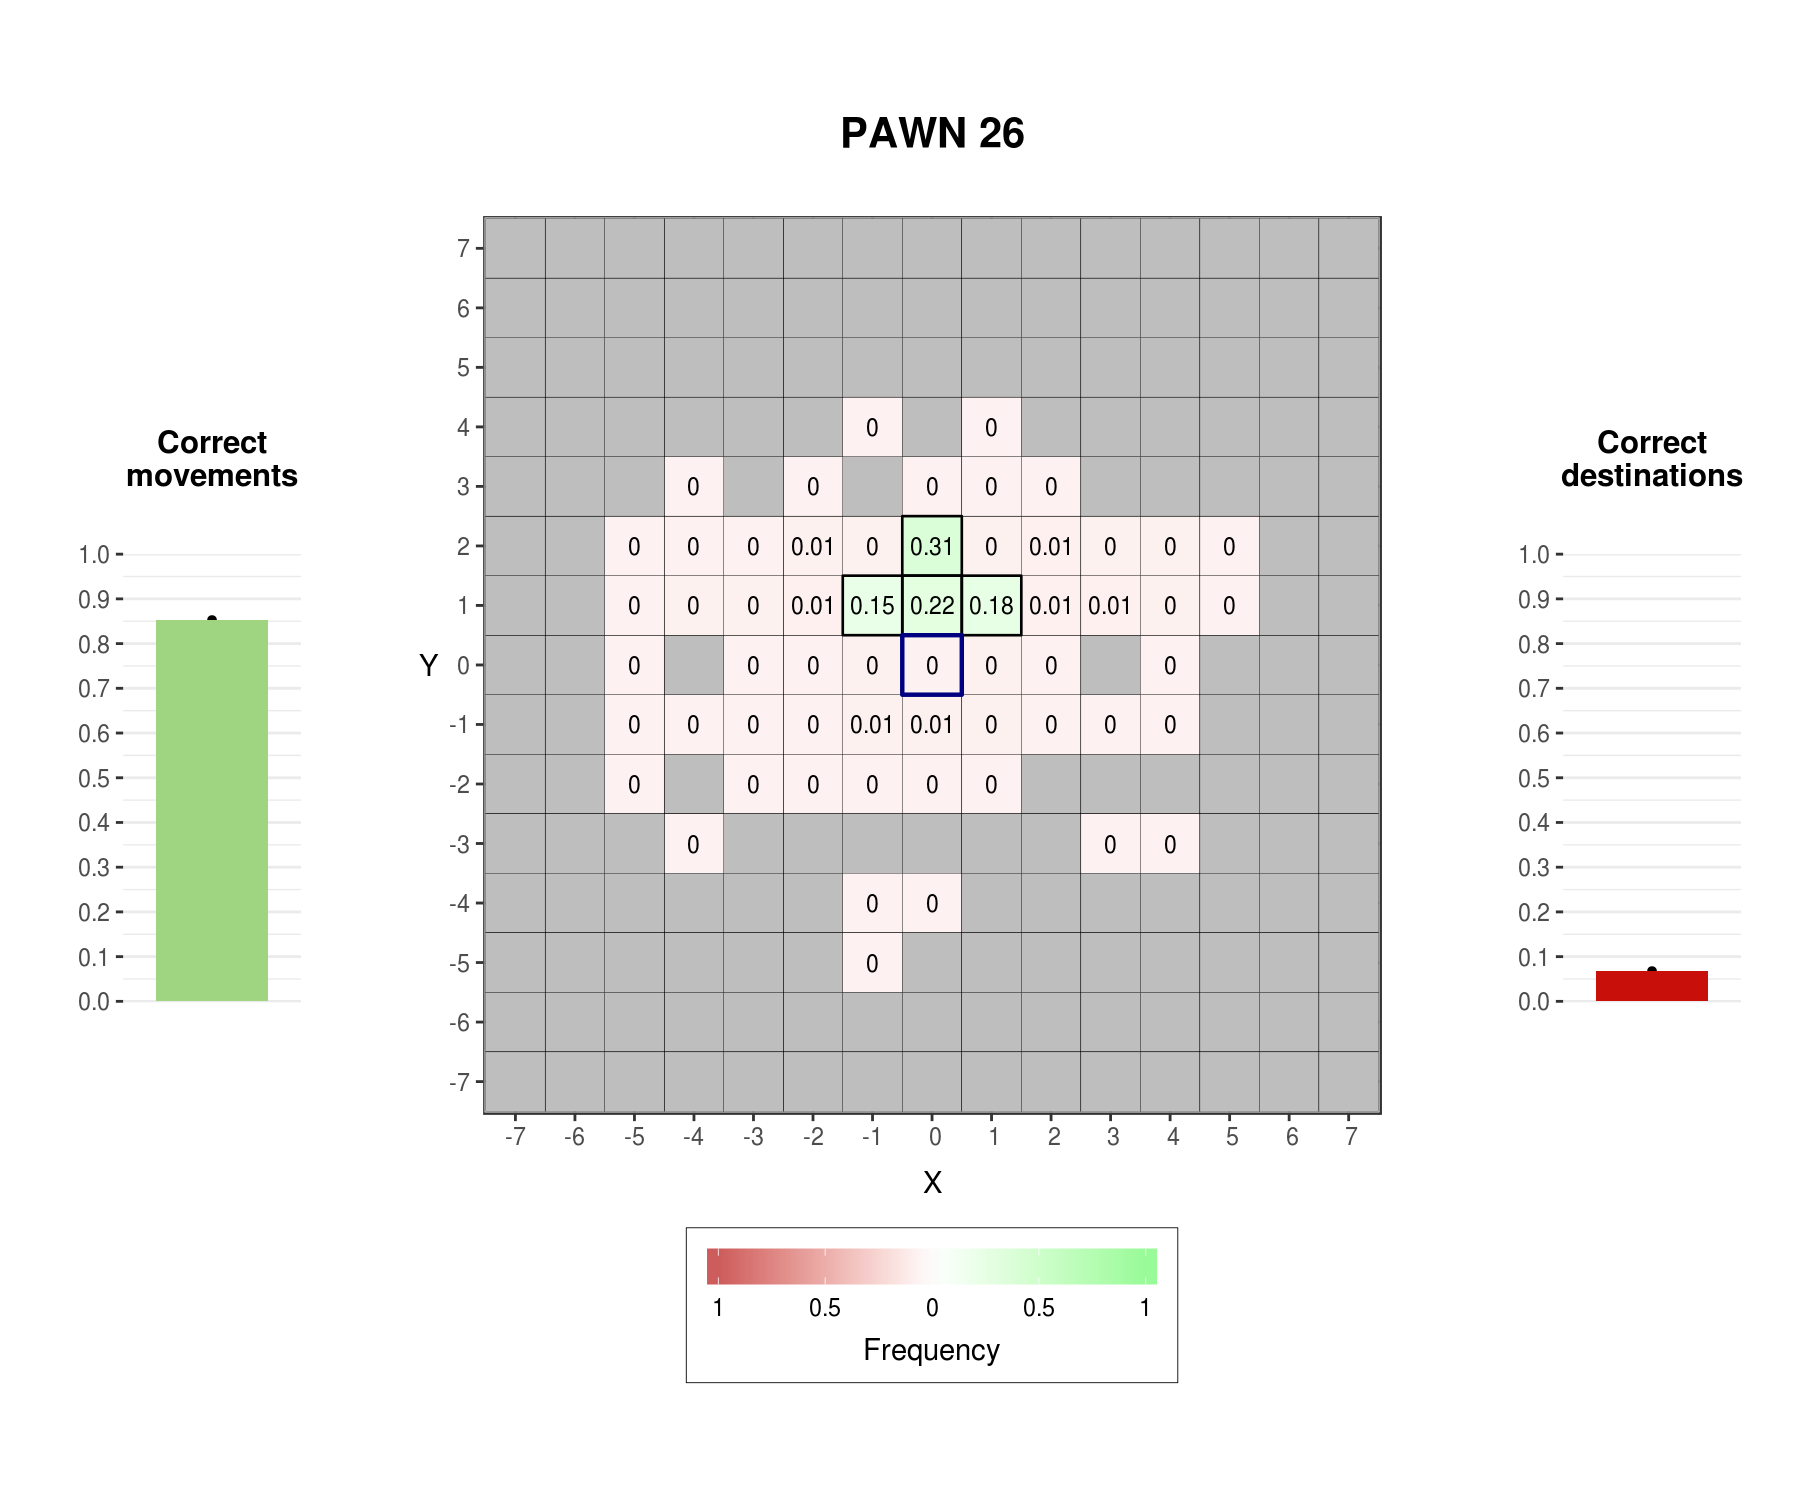 PAWN 26
Correct
movements
1.0
0.9
0.8
0.7
0.6
0.5
0.4
0.3
0.2
0.1
0.0
7
6
5
4 0 0
3 0 0 0 0 0
2 0 0 0 0.01 0 0.31 0 0.01 0 0 0
1 0 0 0 0.01 0.15 0.22 0.18 0.01 0.01 0 0
Y
0 0 0 0 0 0 0 0 0
-1 0 0 0 0 0.01 0.01 0 0 0 0
-2 0 0 0 0 0 0
-3 0 0 0
-4 0 0
-5 0
-6
-7
-7 -6 -5 -4 -3 -2 -1 0 1 2 3 4 5 6 7
X
1 0.5 0 0.5 1
Frequency
Correct
destinations
1.0
0.9
0.8
0.7
0.6
0.5
0.4
0.3
0.2
0.1
0.0